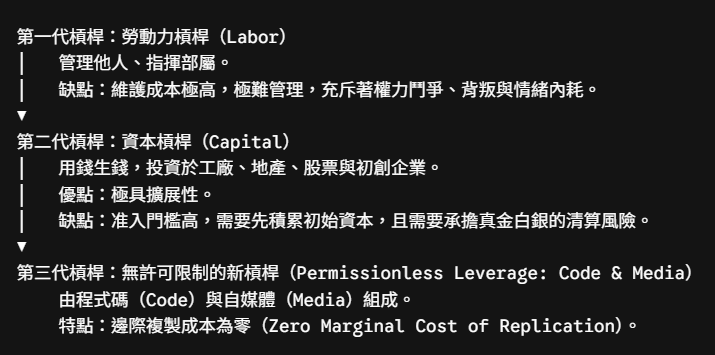 第一代槓桿：勞動力槓桿（Labor）
│ 管理他人、指揮部屬。
│ 缺點：維護成本極高，極難管理，充斥著權力鬥爭、背叛與情緒內耗。
▼
第二代槓桿：資本槓桿（Capital）
│ 用錢生錢，投資於工廠、地產、股票與初創企業。
│ 優點：極具擴展性。
│ 缺點：准入門檻高，需要先積累初始資本，且需要承擔真金白銀的清算風險。
▼
第三代槓桿：無許可限制的新槓桿（Permissionless Leverage: Code & Media）
由程式碼（Code）與自媒體（Media）組成。
特點：邊際複製成本為零（Zero Marginal Cost of Replication）。